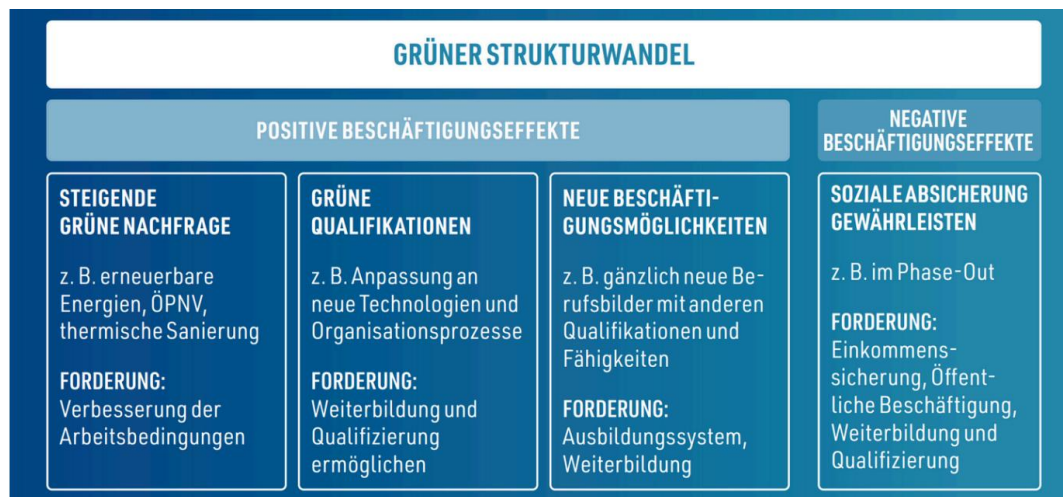 GRÜNER STRUKTURWANDEL
POSITIVE BESCHÄFTIGUNGSEFFEKTE
NEGATIVE
BESCHÄFTIGUNGSEFFEKTE
STEIGENDE
GRÜNE NACHFRAGE
z. B. erneuerbare
Energien, ÖPNV,
thermische Sanierung
FORDERUNG:
Verbesserung der
Arbeitsbedingungen
GRÜNE
QUALIFIKATIONEN
z. B. Anpassung an
neue Technologien und
Organisationsprozesse
FORDERUNG:
Weiterbildung und
Qualifizierung
ermöglichen
NEUE BESCHÄFTI-
GUNGSMÖGLICHKEITEN
z. B. gänzlich neue Be-
rufsbilder mit anderen
Qualifikationen und
Fähigkeiten
FORDERUNG:
Ausbildungssystem,
Weiterbildung
SOZIALE ABSICHERUNG
GEWÄHRLEISTEN
z. B. im Phase-Out
FORDERUNG:
Einkommens-
sicherung, Öffent-
liche Beschäftigung,
Weiterbildung und
Qualifizierung